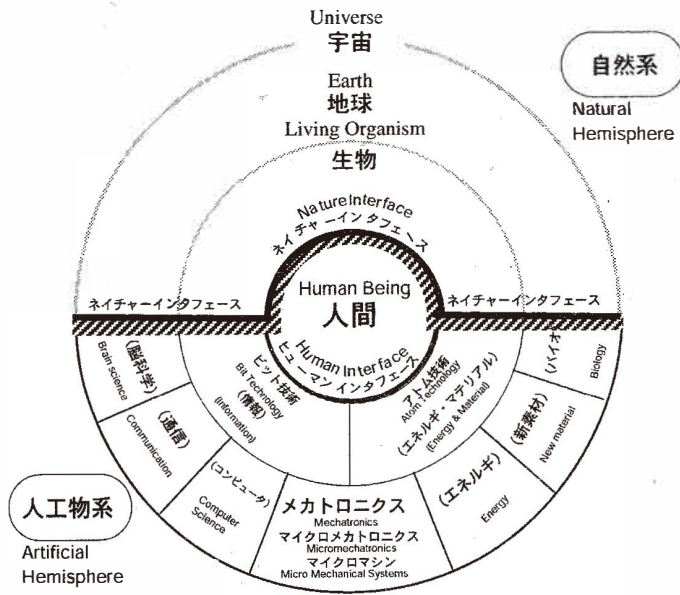 Universe
宇宙
自然系
Natural
Hemisphere
Earth
地球
Living Organism
生物
Nature Interface
ネイチャーインタフェース
ネイチャーインタフェース
ネイチャーインタフェース
Human Being
人間
Human Interface
ヒューマンインタフェース
(脳科学)
Brain science
(通信)
Communication
(コンピュータ)
Computer
Science
ビット技術
Bit Technology
(情報)
(Information)
アトム技術
Atom Technology
(エネルギ・マテリアル)
(Energy & Material)
(バイオ)
Biology
(新素材)
New material
(エネルギ)
Energy
メカトロニクス
Mechatronics
マイクロメカトロニクス
Micromechatronics
マイクロマシン
Micro Mechanical Systems
人工物系
Artificial
Hemisphere